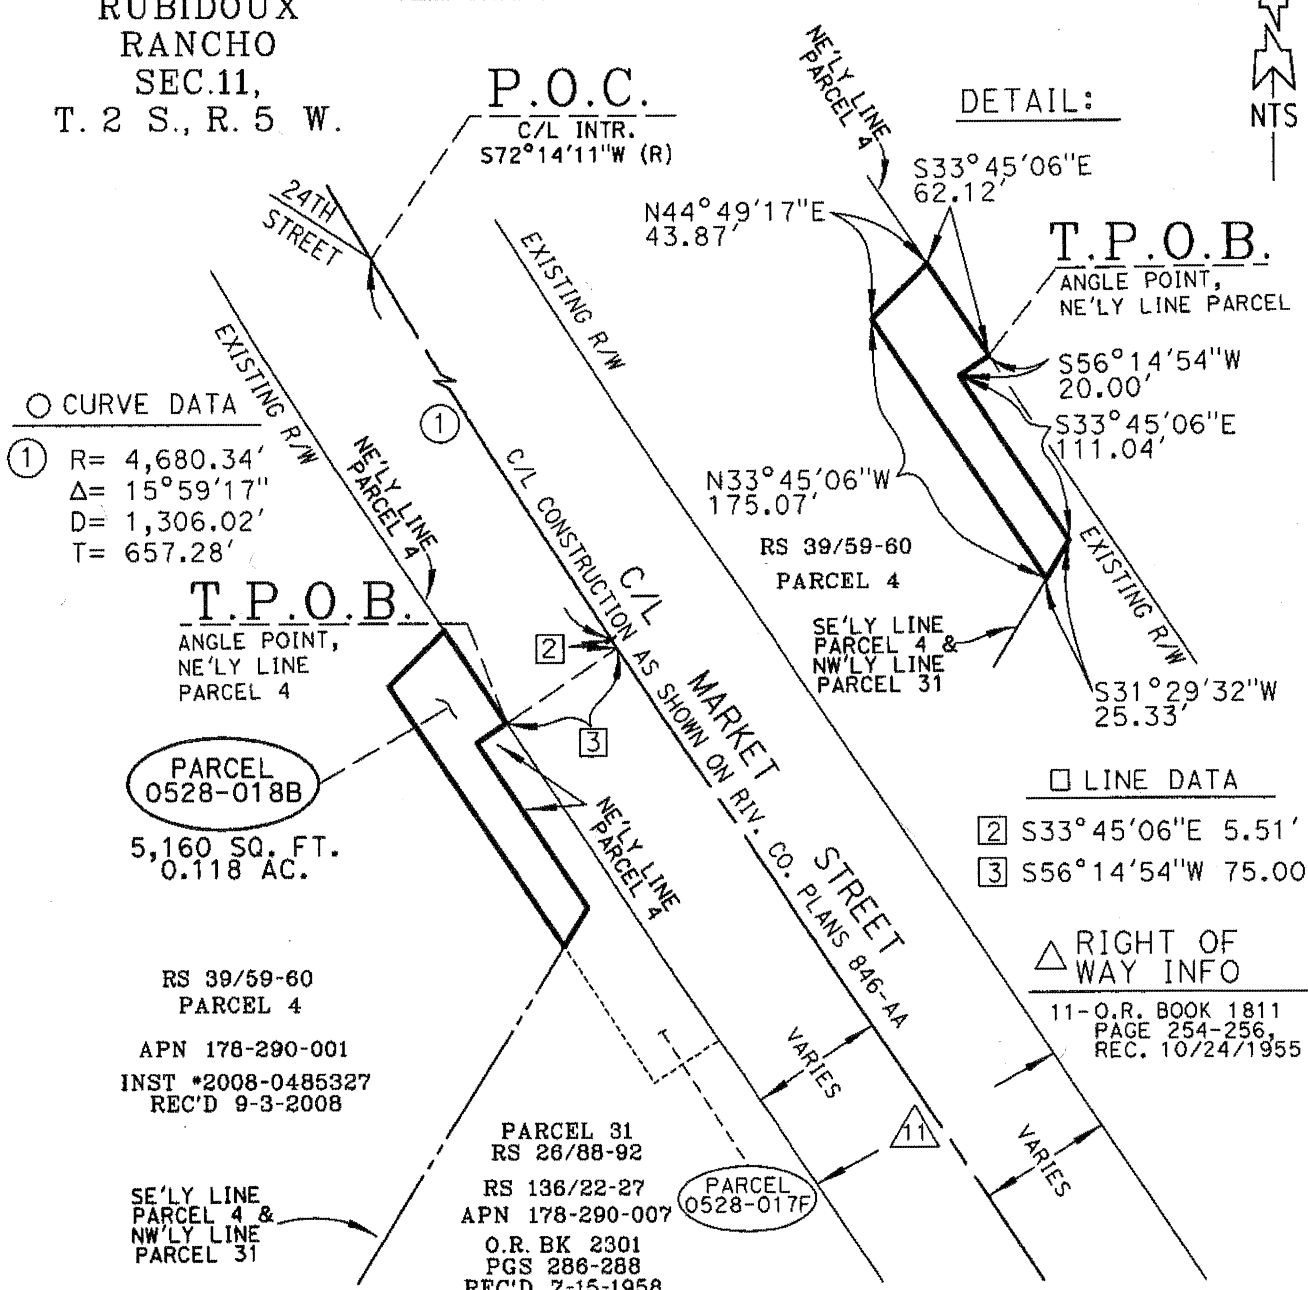 RUBIDOUX
RANCHO
SEC.11,
T. 2 S., R. 5 W.
P.O.C.
C/L INTR.
S72°14'11"W (R)
24TH
STREET
NE'LY LINE
PARCEL 4
DETAIL:
N
NTS
S33°45'06"E
62.12'
N44°49'17"E
43.87'
T.P.O.B.
ANGLE POINT,
NE'LY LINE PARCEL
S56°14'54"W
20.00'
S33°45'06"E
111.04'
N33°45'06"W
175.07'
RS 39/59-60
PARCEL 4
SE'LY LINE
PARCEL 4 &
NW'LY LINE
PARCEL 31
EXISTING R/W
S31°29'32"W
25.33'
EXISTING R/W
EXISTING R/W
○ CURVE DATA
1 R= 4,680.34'
Δ= 15°59'17"
D= 1,306.02'
T= 657.28'
1
NE'LY LINE
PARCEL 4
C/L CONSTRUCTION AS SHOWN ON RIV. CO. PLANS 846-AA
C/L MARKET STREET
T.P.O.B.
ANGLE POINT,
NE'LY LINE
PARCEL 4
2
3
PARCEL
0528-018B
5,160 SQ. FT.
0.118 AC.
NE'LY LINE
PARCEL 4
□ LINE DATA
2 S33°45'06"E 5.51'
3 S56°14'54"W 75.00
△ RIGHT OF
WAY INFO
11-O.R. BOOK 1811
PAGE 254-256,
REC. 10/24/1955
RS 39/59-60
PARCEL 4
APN 178-290-001
INST *2008-0485327
REC'D 9-3-2008
VARIES
11
VARIES
PARCEL 31
RS 26/88-92
RS 136/22-27
APN 178-290-007
O.R. BK 2301
PGS 286-288
REC'D 7-15-1958
PARCEL
0528-017F
SE'LY LINE
PARCEL 4 &
NW'LY LINE
PARCEL 31